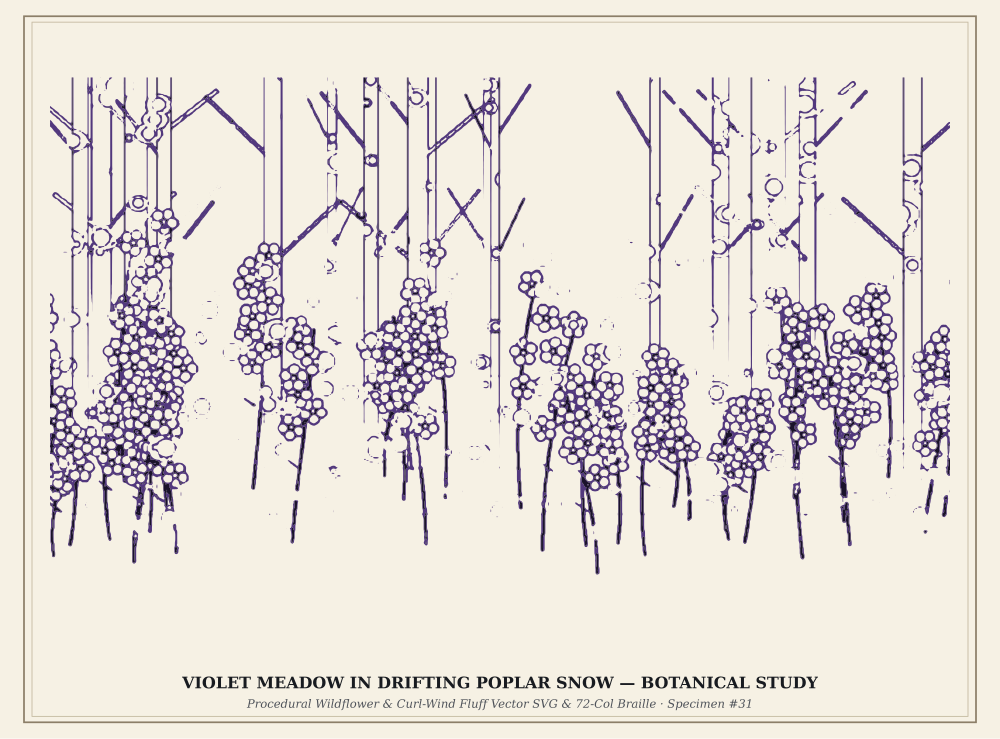 VIOLET MEADOW IN DRIFTING POPLAR SNOW — BOTANICAL STUDY
Procedural Wildflower & Curl-Wind Fluff Vector SVG & 72-Col Braille · Specimen #31